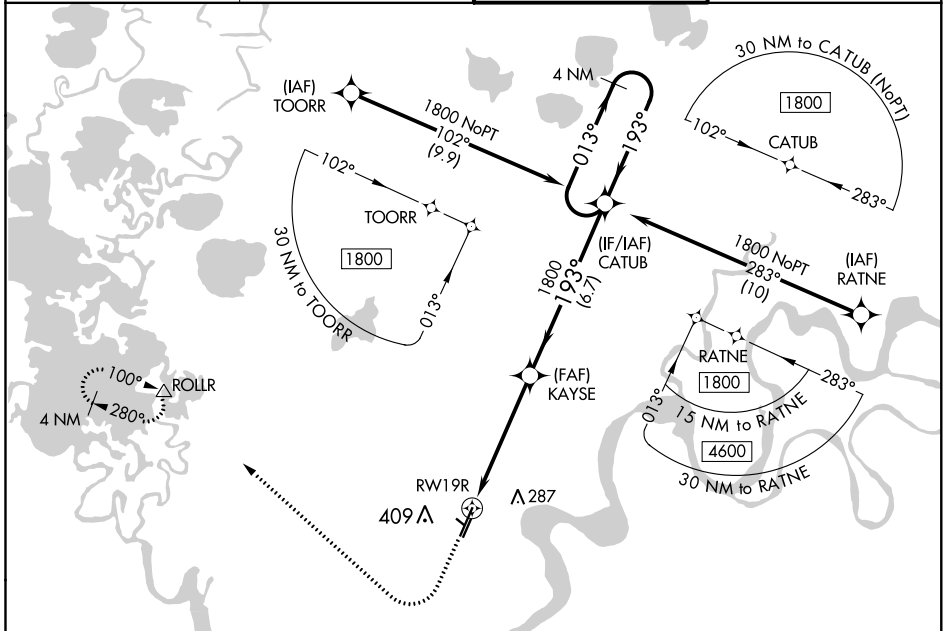 (IAF)
TOORR
1800 NoPT
102°
(9.9)
4 NM
013°
193°
30 NM to CATUB (NoPT)
1800
102°
CATUB
283°
102°
TOORR
1800
013°
30 NM to TOORR
(IF/IAF)
CATUB
1800
193°
(6.7)
1800 NoPT
283°
(10)
(IAF)
RATNE
RATNE
1800
283°
013°
15 NM to RATNE
4600
30 NM to RATNE
(FAF)
KAYSE
100°
ROLLR
280°
4 NM
RW19R
409
287